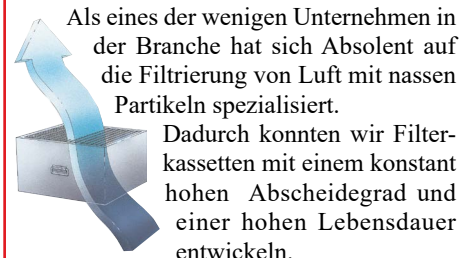 Als eines der wenigen Unternehmen in
der Branche hat sich Absolent auf
die Filtrierung von Luft mit nassen
Partikeln spezialisiert.
Dadurch konnten wir Filter-
kassetten mit einem konstant
hohen Abscheidegrad und
einer hohen Lebensdauer
entwickeln.